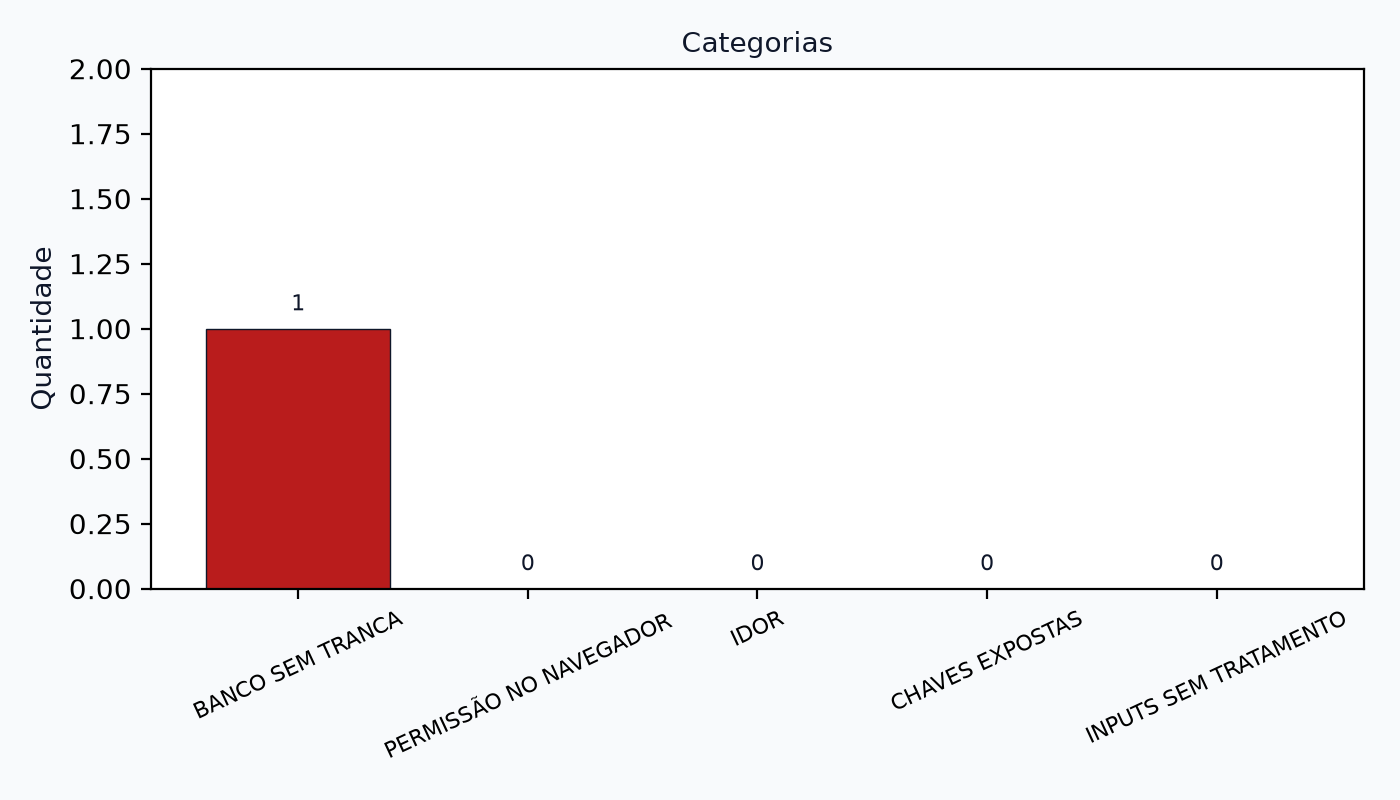 Categorias
Quantidade
2.00
1.75
1.50
1.25
1.00
0.75
0.50
0.25
0.00
1
0
0
0
0
BANCO SEM TRANCA
PERMISSÃO NO NAVEGADOR
IDOR
CHAVES EXPOSTAS
INPUTS SEM TRATAMENTO